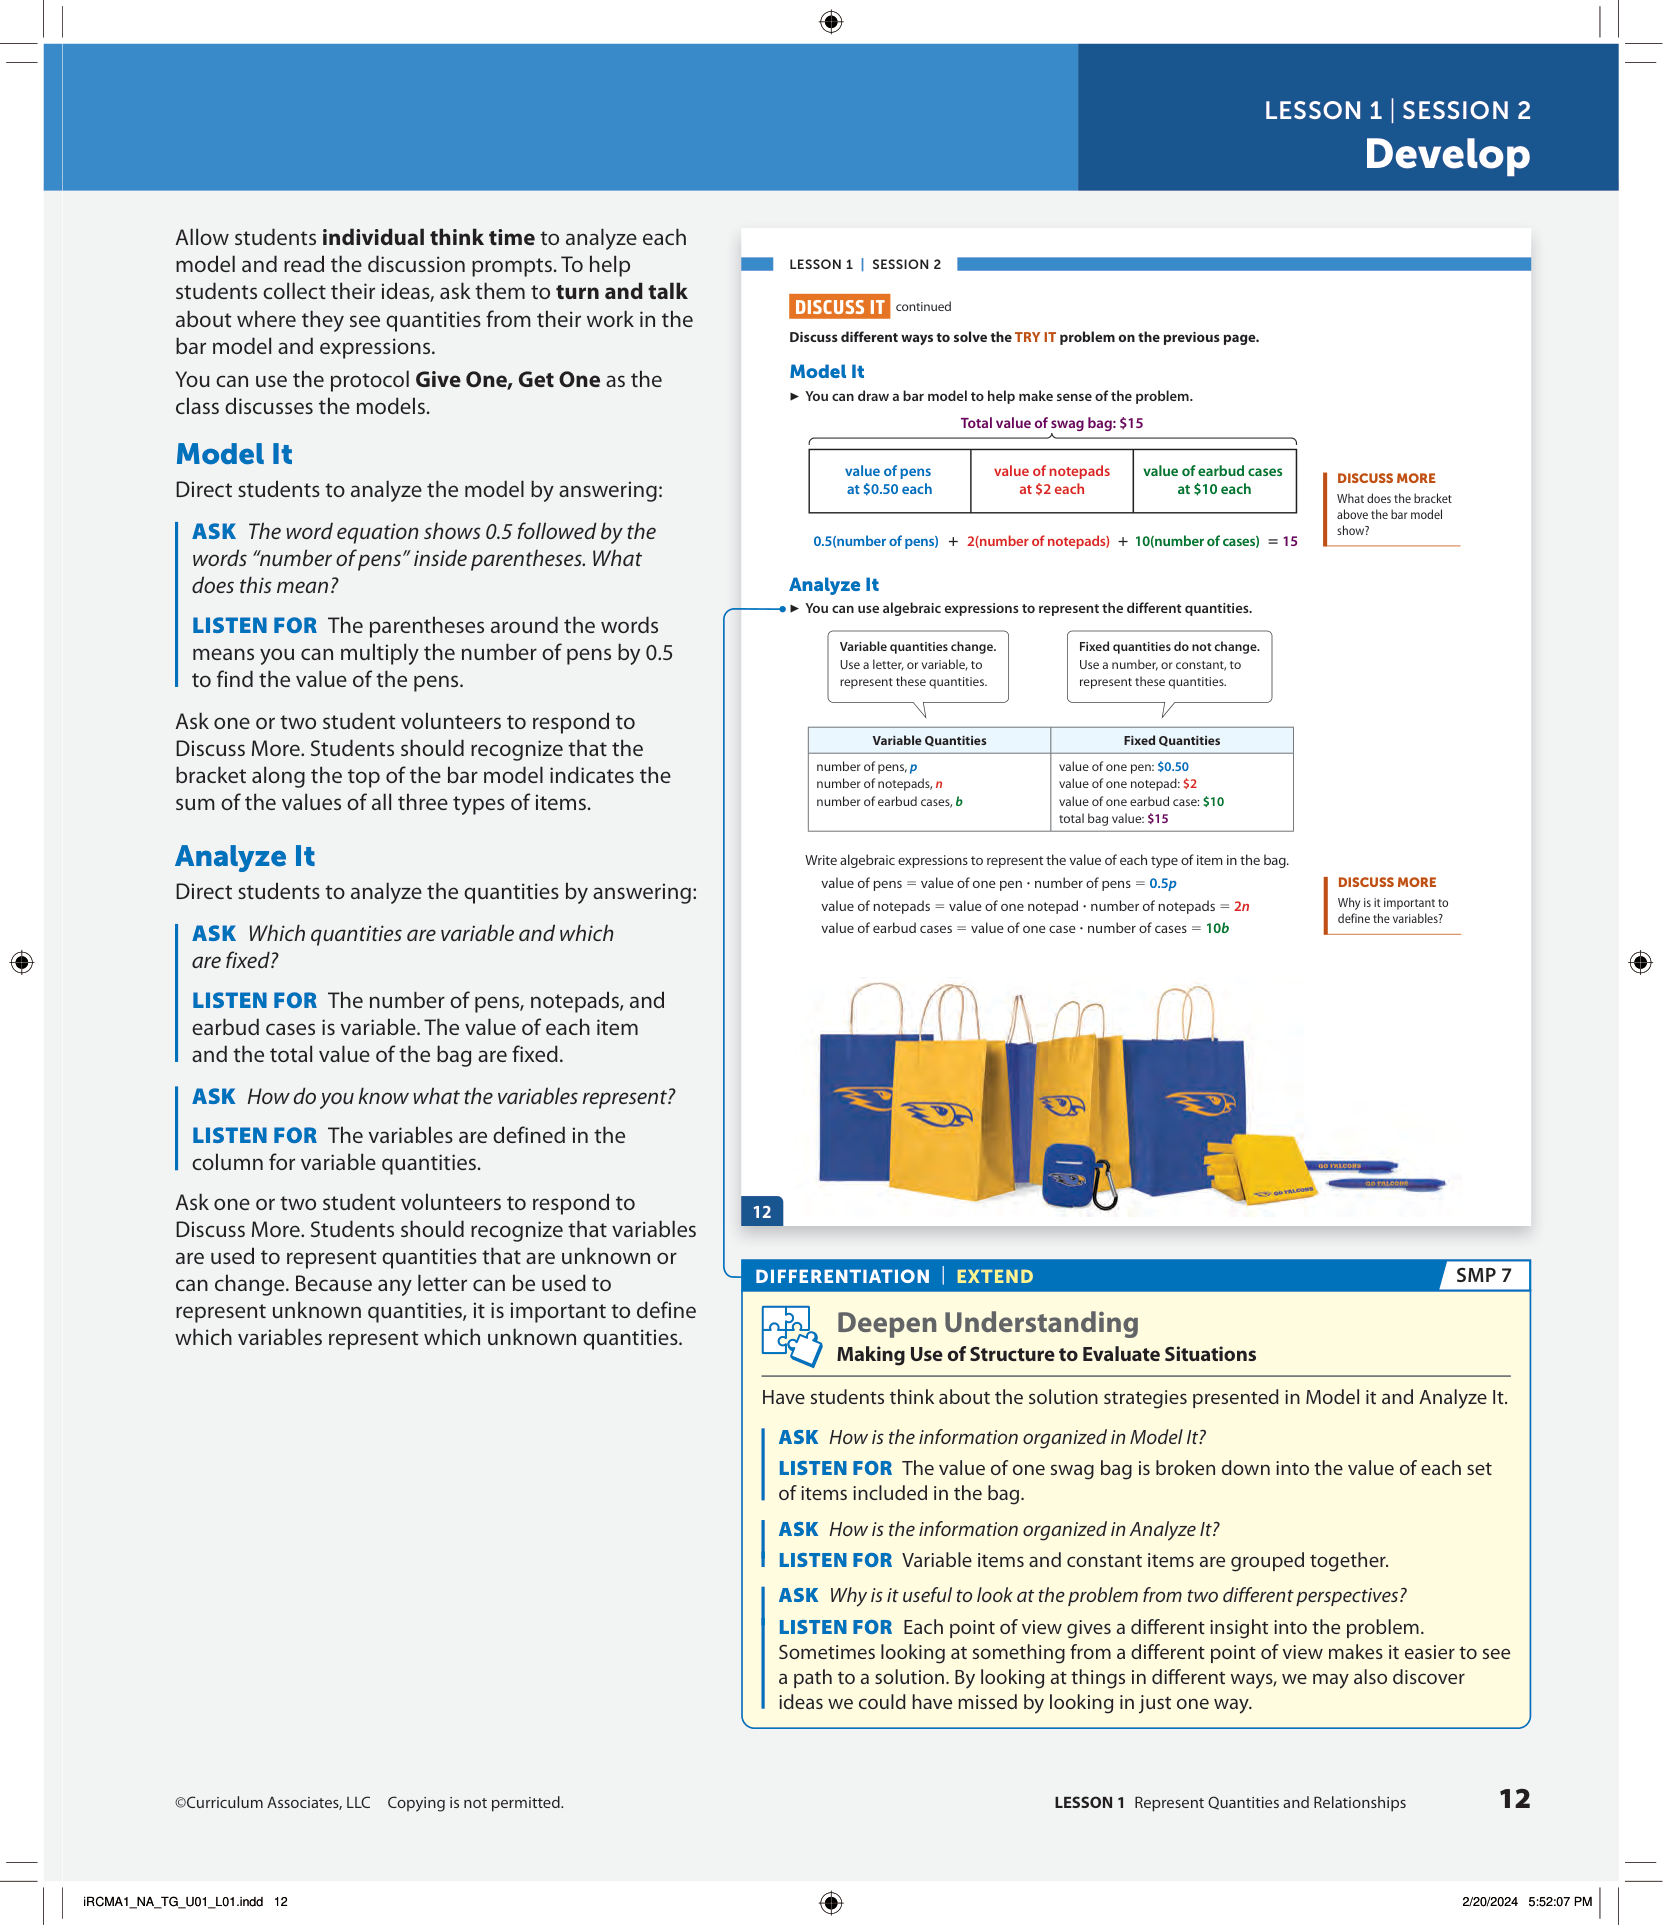 LESSON 1 | SESSION 2
Develop
Allow students individual think time to analyze each
model and read the discussion prompts. To help
students collect their ideas, ask them to turn and talk
about where they see quantities from their work in the
bar model and expressions.
You can use the protocol Give One, Get One as the
class discusses the models.
Model It
Direct students to analyze the model by answering:
ASK The word equation shows 0.5 followed by the
words “number of pens” inside parentheses. What
does this mean?
LISTEN FOR The parentheses around the words
means you can multiply the number of pens by 0.5
to find the value of the pens.
Ask one or two student volunteers to respond to
Discuss More. Students should recognize that the
bracket along the top of the bar model indicates the
sum of the values of all three types of items.
Analyze It
Direct students to analyze the quantities by answering:
ASK Which quantities are variable and which
are fixed?
LISTEN FOR The number of pens, notepads, and
earbud cases is variable. The value of each item
and the total value of the bag are fixed.
ASK How do you know what the variables represent?
LISTEN FOR The variables are defined in the
column for variable quantities.
Ask one or two student volunteers to respond to
Discuss More. Students should recognize that variables
are used to represent quantities that are unknown or
can change. Because any letter can be used to
represent unknown quantities, it is important to define
which variables represent which unknown quantities.
LESSON 1 | SESSION 2
DISCUSS IT continued
Discuss different ways to solve the TRY IT problem on the previous page.
Model It
► You can draw a bar model to help make sense of the problem.
Total value of swag bag: $15
value of pens
at $0.50 each
value of notepads
at $2 each
value of earbud cases
at $10 each
0.5(number of pens) + 2(number of notepads) + 10(number of cases) = 15
DISCUSS MORE
What does the bracket
above the bar model
show?
Analyze It
► You can use algebraic expressions to represent the different quantities.
Variable quantities change.
Use a letter, or variable, to
represent these quantities.
Fixed quantities do not change.
Use a number, or constant, to
represent these quantities.
Variable Quantities
Fixed Quantities
number of pens, p
number of notepads, n
number of earbud cases, b
value of one pen: $0.50
value of one notepad: $2
value of one earbud case: $10
total bag value: $15
Write algebraic expressions to represent the value of each type of item in the bag.
value of pens = value of one pen · number of pens = 0.5p
value of notepads = value of one notepad · number of notepads = 2n
value of earbud cases = value of one case · number of cases = 10b
DISCUSS MORE
Why is it important to
define the variables?
GO FALCONS
GO FALCONS
GO FALCONS
12
DIFFERENTIATION | EXTEND
SMP 7
Deepen Understanding
Making Use of Structure to Evaluate Situations
Have students think about the solution strategies presented in Model it and Analyze It.
ASK How is the information organized in Model It?
LISTEN FOR The value of one swag bag is broken down into the value of each set
of items included in the bag.
ASK How is the information organized in Analyze It?
LISTEN FOR Variable items and constant items are grouped together.
ASK Why is it useful to look at the problem from two different perspectives?
LISTEN FOR Each point of view gives a different insight into the problem.
Sometimes looking at something from a different point of view makes it easier to see
a path to a solution. By looking at things in different ways, we may also discover
ideas we could have missed by looking in just one way.
©Curriculum Associates, LLC Copying is not permitted.
LESSON 1 Represent Quantities and Relationships
12
iRCMA1_NA_TG_U01_L01.indd 12
2/20/2024 5:52:07 PM